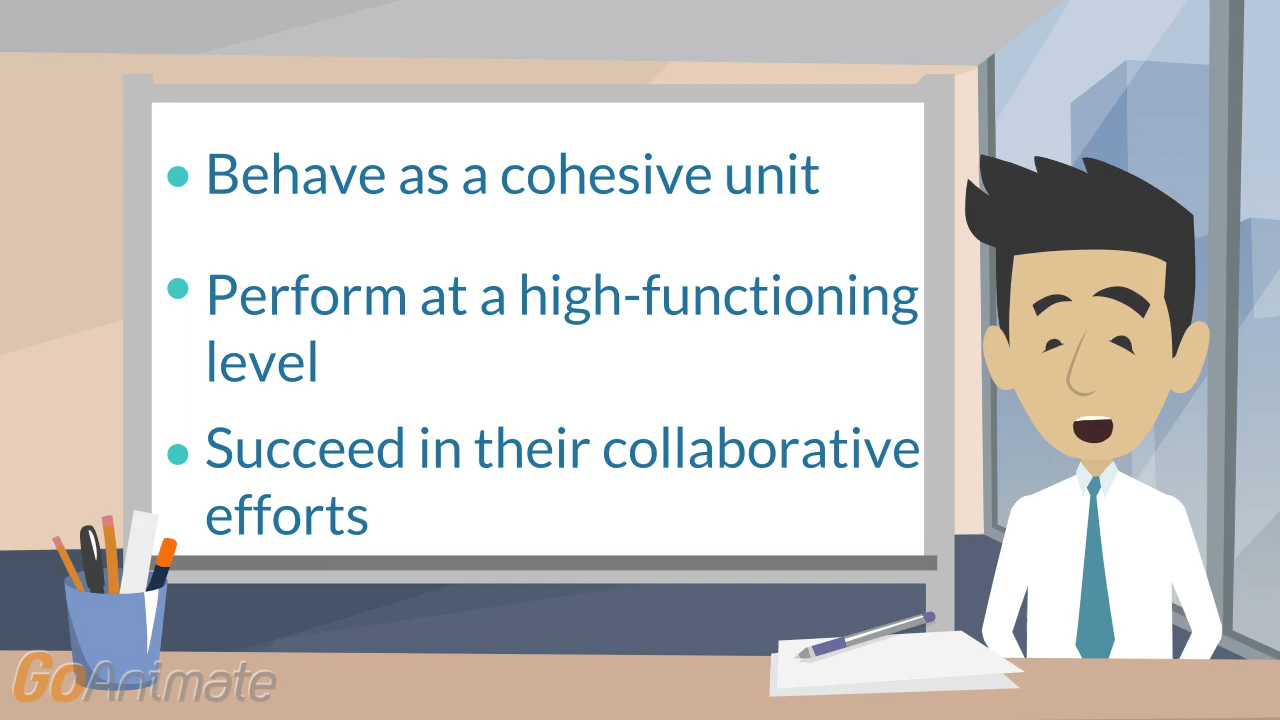 Behave as a cohesive unit
Perform at a high-functioning
level
Succeed in their collaborative
efforts
GoAnimate